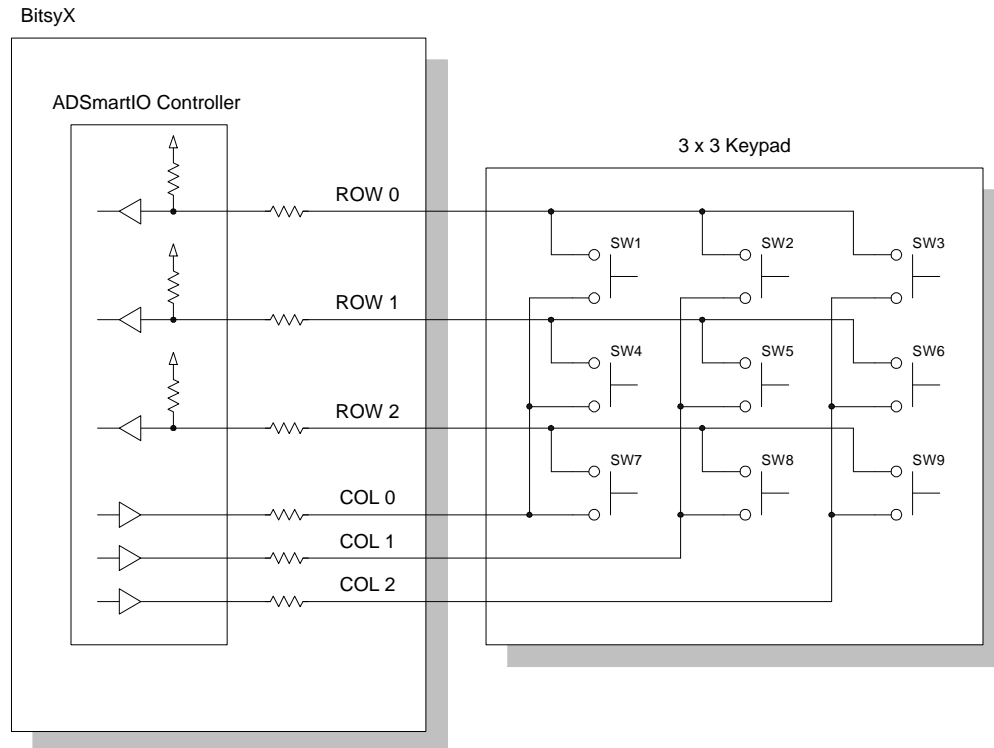 BitsyX
ADSmartIO Controller
3 x 3 Keypad
ROW 0
SW1
SW2
SW3
ROW 1
SW4
SW5
SW6
ROW 2
SW7
SW8
SW9
COL 0
COL 1
COL 2